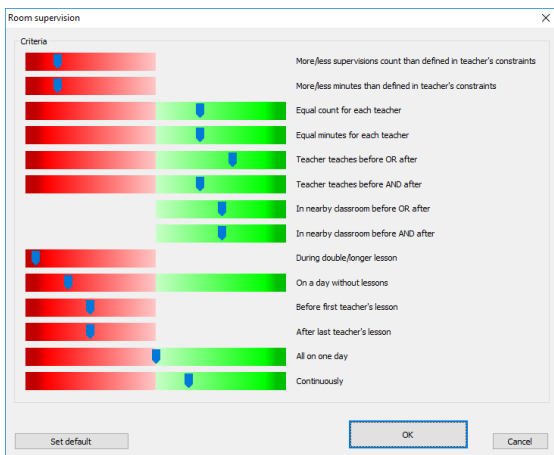 Room supervision
Criteria
More/less supervisions count than defined in teacher's constraints
More/less minutes than defined in teacher's constraints
Equal count for each teacher
Equal minutes for each teacher
Teacher teaches before OR after
Teacher teaches before AND after
In nearby classroom before OR after
In nearby classroom before AND after
During double/longer lesson
On a day without lessons
Before first teacher's lesson
After last teacher's lesson
All on one day
Continuously
Set default
OK
Cancel